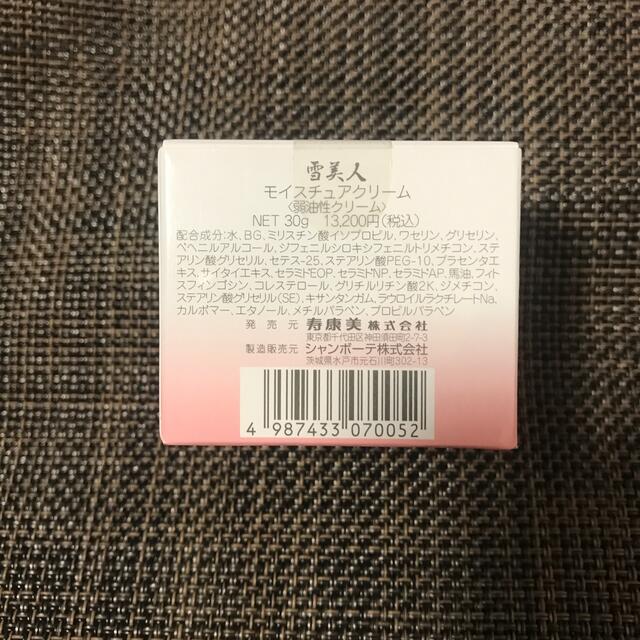 雪美人
モイスチュアクリーム
〈弱油性クリーム〉
NET 30g 13,200円(税込)
配合成分:水、BG、ミリスチン酸イソプロピル、ワセリン、グリセリン、
ベヘニルアルコール、ジフェニルシロキシフェニルトリメチコン、ステ
アリン酸グリセリル、セテス-25、ステアリン酸PEG-10、プラセンタエ
キス、サイタイエキス、セラミドEOP、セラミドNP、セラミドAP、馬油、フィト
スフィンゴシン、コレステロール、グリチルリチン酸2K、ジメチコン、
ステアリン酸グリセリル(SE)、キサンタンガム、ラウロイルラクチレートNa、
カルボマー、エタノール、メチルパラベン、プロピルパラベン
発売元 寿康美株式会社
東京都千代田区神田須田町2-7-3
製造販売元 シャンボーテ株式会社
茨城県水戸市元石川町302-13
4 987433 070052